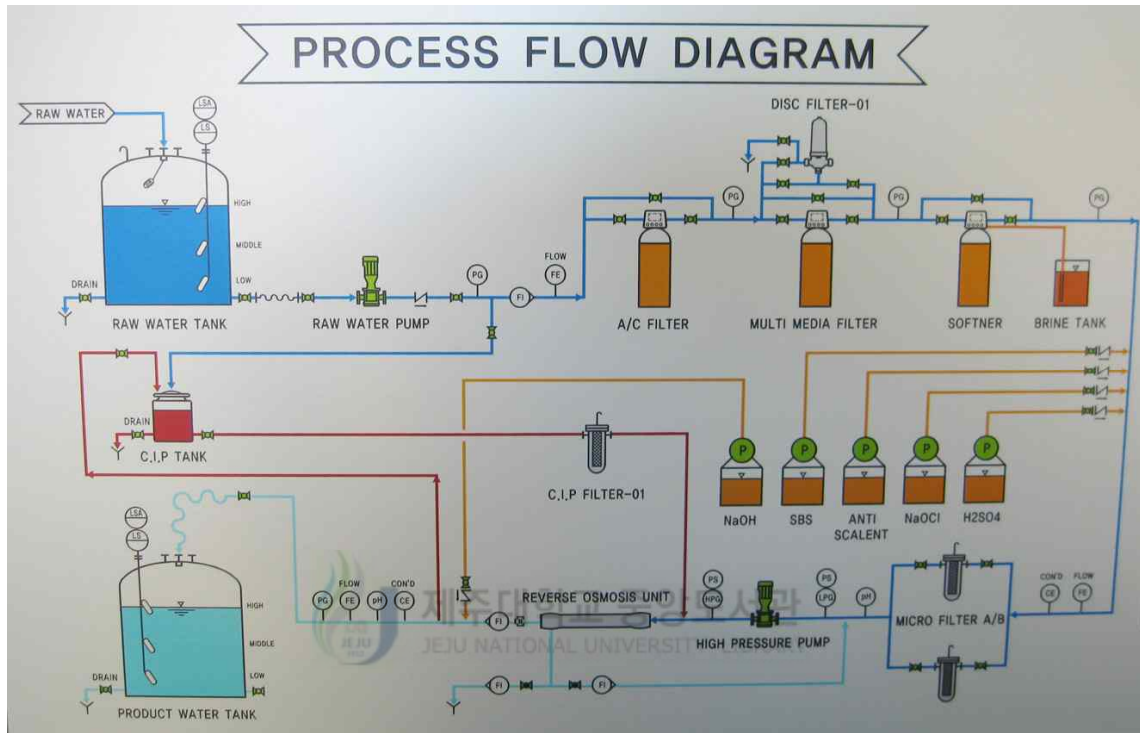 PROCESS FLOW DIAGRAM
RAW WATER
LSA
LS
HIGH
MIDDLE
LOW
DRAIN
RAW WATER TANK
RAW WATER PUMP
PG
FI
FLOW
FE
A/C FILTER
PG
DISC FILTER-01
MULTI MEDIA FILTER
PG
SOFTNER
BRINE TANK
PG
DRAIN
C.I.P TANK
C.I.P FILTER-01
P
P
P
P
P
NaOH
SBS
ANTI
SCALENT
NaOCl
H2SO4
LSA
LS
HIGH
MIDDLE
LOW
DRAIN
PRODUCT WATER TANK
PG
FLOW
FE
pH
CON'D
CE
FI
REVERSE OSMOSIS UNIT
PS
HPG
HIGH PRESSURE PUMP
PS
LPG
pH
MICRO FILTER A/B
CON'D
CE
FLOW
FE
FI
FI
제주대학교 중앙도서관
JEJU NATIONAL UNIVERSITY LIBRARY
JEJU
1952